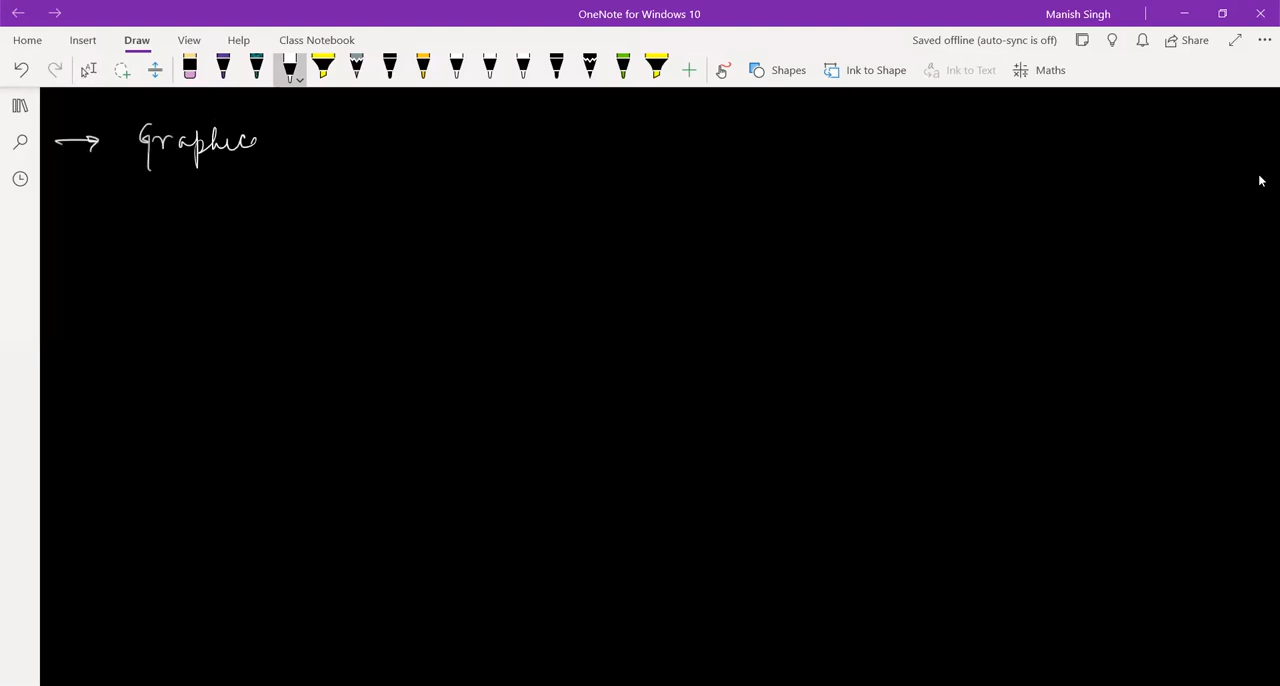 OneNote for Windows 10
Manish Singh
Home Insert Draw View Help Class Notebook
Saved offline (auto-sync is off) Share
Shapes Ink to Shape Ink to Text Maths
→ Graphic